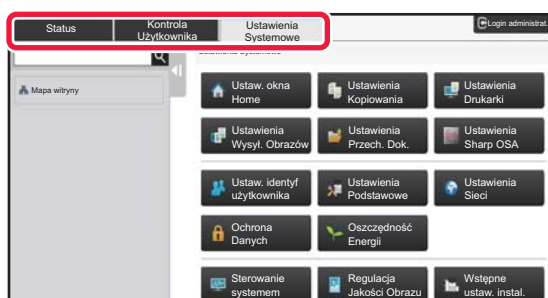 Status
Kontrola
Użytkownika
Ustawienia
Systemowe
Login administrat.
Ustawienia Systemowe
Mapa witryny
Ustaw. okna
Home
Ustawienia
Kopiowania
Ustawienia
Drukarki
Ustawienia
Wysył. Obrazów
Ustawienia
Przech. Dok.
Ustawienia
Sharp OSA
Ustaw. identyf
użytkownika
Ustawienia
Podstawowe
Ustawienia
Sieci
Ochrona
Danych
Oszczędność
Energii
Sterowanie
systemem
Regulacja
Jakości Obrazu
Wstępne
ustaw. instal.